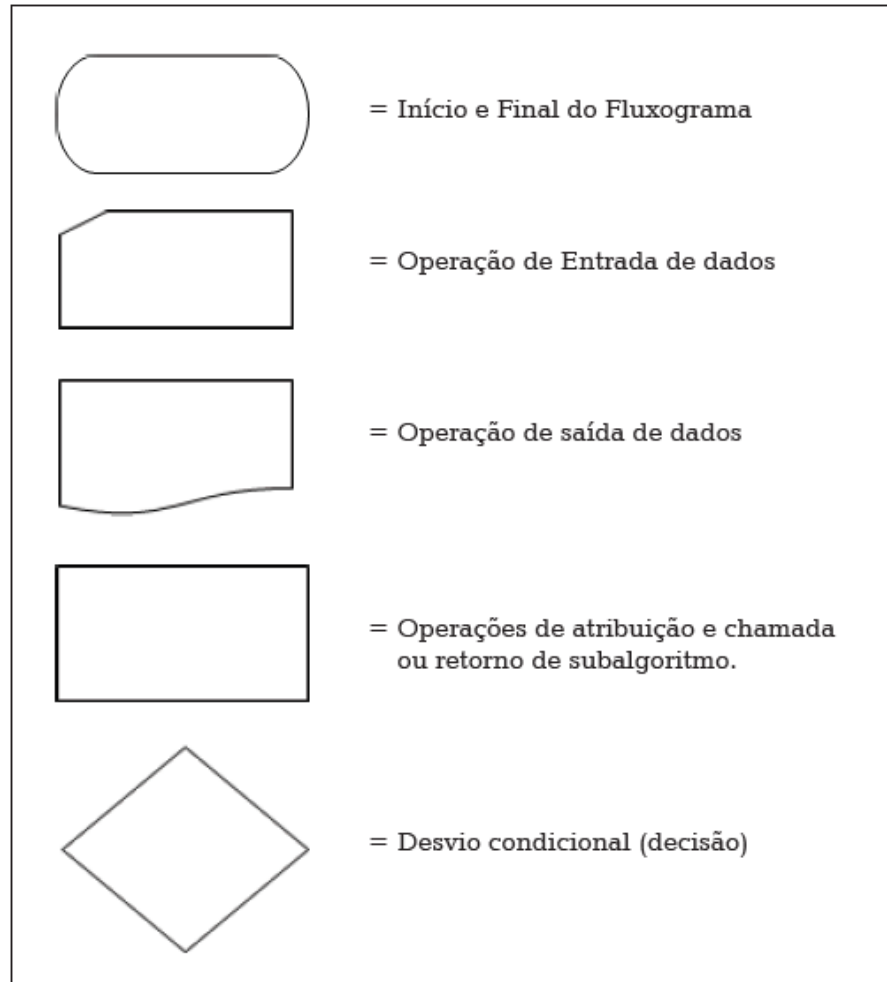 = Início e Final do Fluxograma
= Operação de Entrada de dados
= Operação de saída de dados
= Operações de atribuição e chamada
ou retorno de subalgoritmo.
= Desvio condicional (decisão)